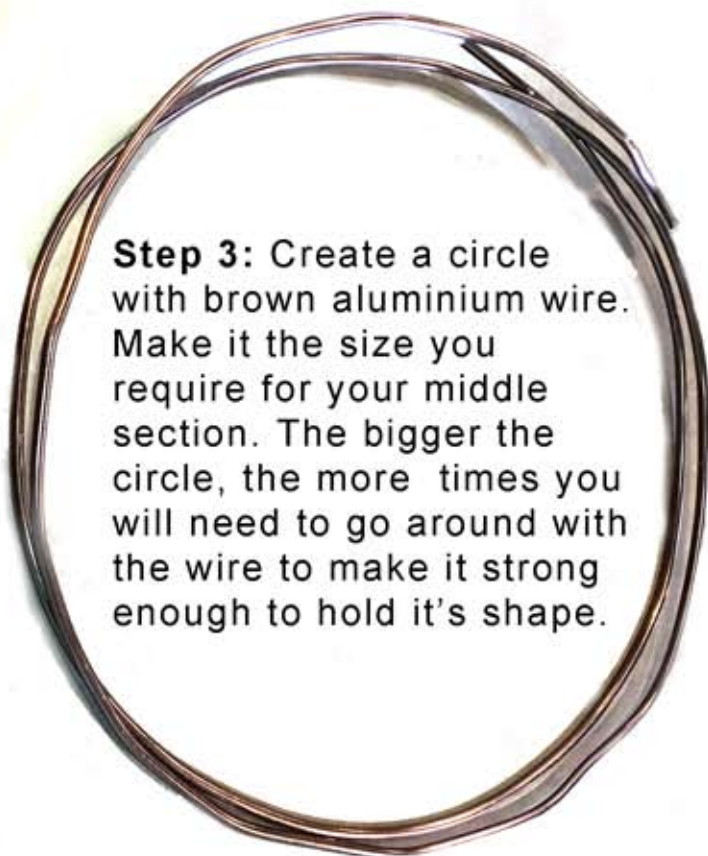 Step 3: Create a circle
with brown aluminium wire.
Make it the size you
require for your middle
section. The bigger the
circle, the more  times you
will need to go around with
the wire to make it strong
enough to hold it's shape.